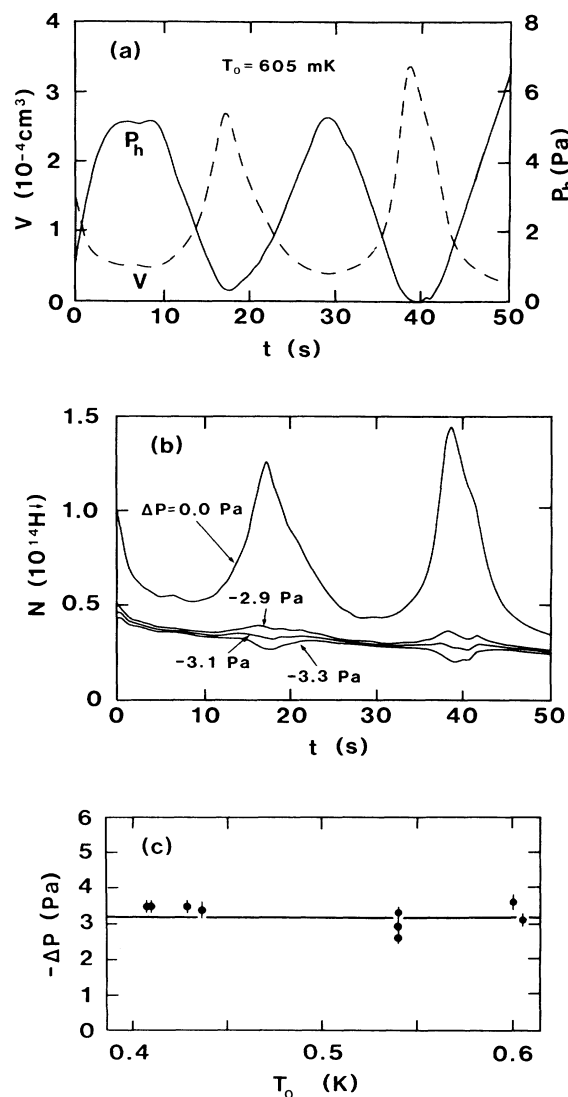 (a)
T₀ = 605 mK
P_h
V
4
3
2
1
0
V (10⁻⁴cm³)
8
6
4
2
0
P_h (Pa)
0 10 20 30 40 50
t (s)
(b)
ΔP=0.0 Pa
-2.9 Pa
-3.1 Pa
-3.3 Pa
1.5
1.0
0.5
0
N (10¹⁴H↓)
0 10 20 30 40 50
t (s)
(c)
6
5
4
3
2
1
0
-ΔP (Pa)
0.4 0.5 0.6
T₀ (K)